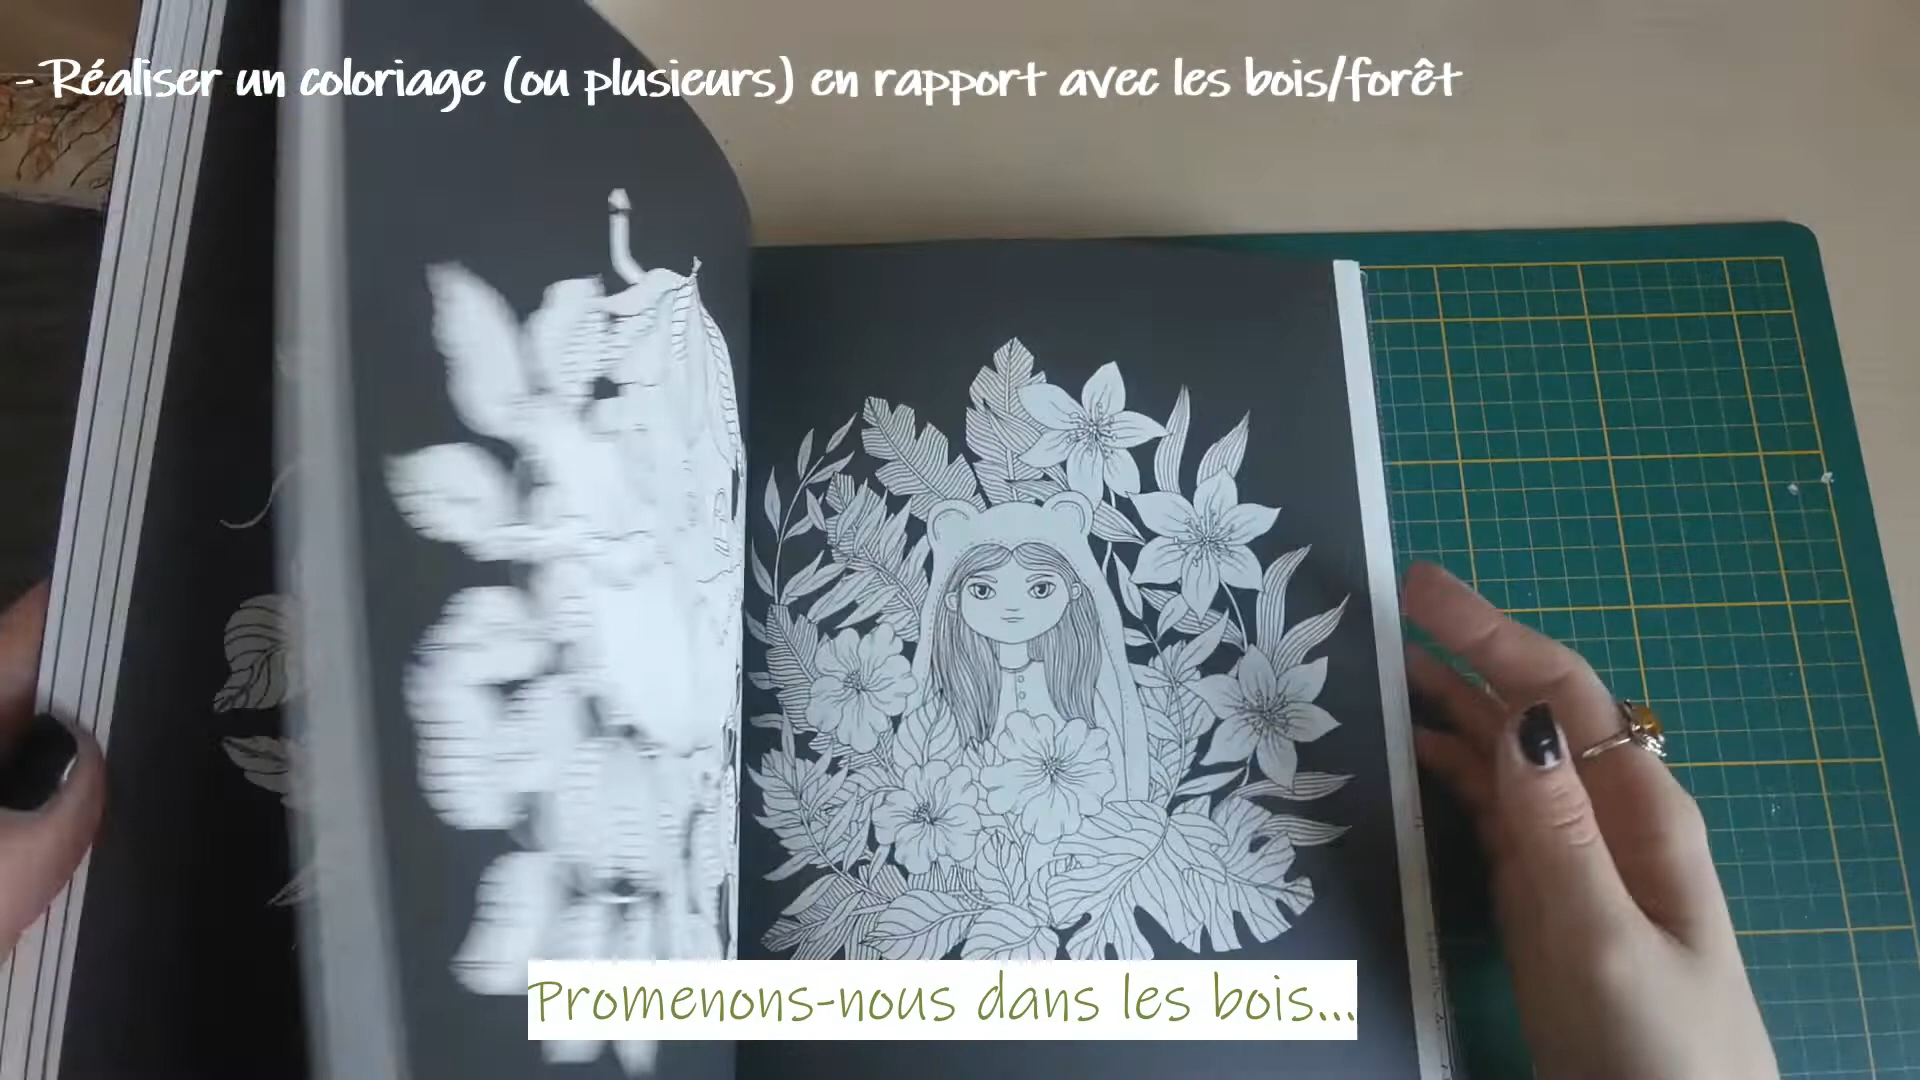 - Réaliser un coloriage (ou plusieurs) en rapport avec les bois/forêt
Promenons-nous dans les bois...